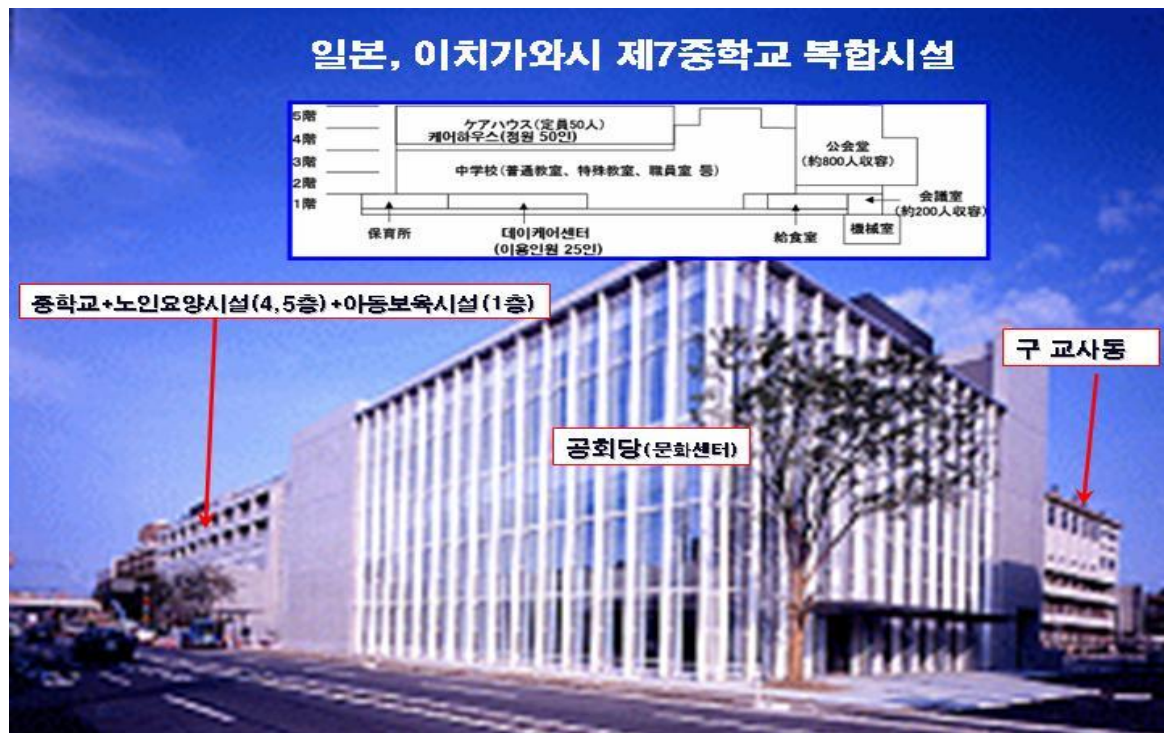 일본, 이치가와시 제7중학교 복합시설
5階
4階
3階
2階
1階
ケアハウス(定員50人)
케어하우스(정원 50인)
中学校(普通教室、特殊教室、職員室 등)
公会堂
(約800人収容)
会議室
(約200人収容)
保育所
데이케어센터
(이용인원 25인)
給食室
機械室
중학교+노인요양시설(4,5층)+아동보육시설(1층)
구 교사동
공회당(문화센터)